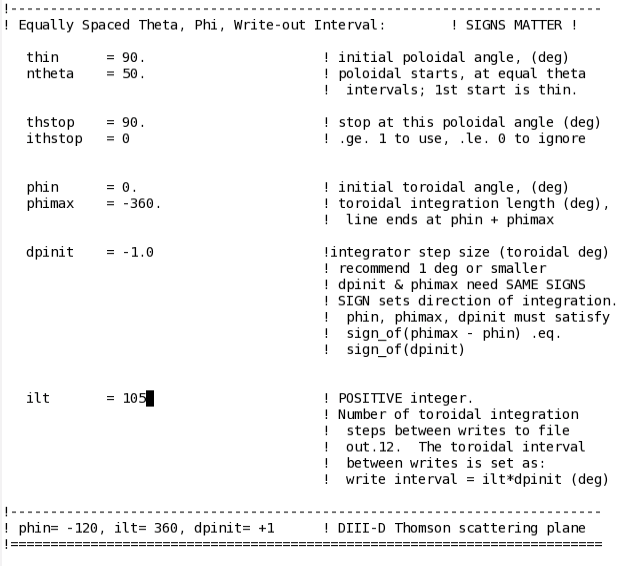 !-------------------------------------------------------------------------
! Equally Spaced Theta, Phi, Write-out Interval:        ! SIGNS MATTER !
thin      = 90.                      ! initial poloidal angle, (deg)
ntheta    = 50.                      ! poloidal starts, at equal theta
!  intervals; 1st start is thin.
thstop    = 90.                      ! stop at this poloidal angle (deg)
ithstop   = 0                        ! .ge. 1 to use, .le. 0 to ignore
phin      = 0.                       ! initial toroidal angle, (deg)
phimax    = -360.                    ! toroidal integration length (deg),
!  line ends at phin + phimax
dpinit    = -1.0                     !integrator step size (toroidal deg)
! recommend 1 deg or smaller
! dpinit & phimax need SAME SIGNS
! SIGN sets direction of integration.
!  phin, phimax, dpinit must satisfy
!  sign_of(phimax - phin) .eq.
!  sign_of(dpinit)
ilt       = 105                      ! POSITIVE integer.
! Number of toroidal integration
!  steps between writes to file
!  out.12.  The toroidal interval
!  between writes is set as:
!  write interval = ilt*dpinit (deg)
!-------------------------------------------------------------------------
! phin= -120, ilt= 360, dpinit= +1      ! DIII-D Thomson scattering plane
!=========================================================================